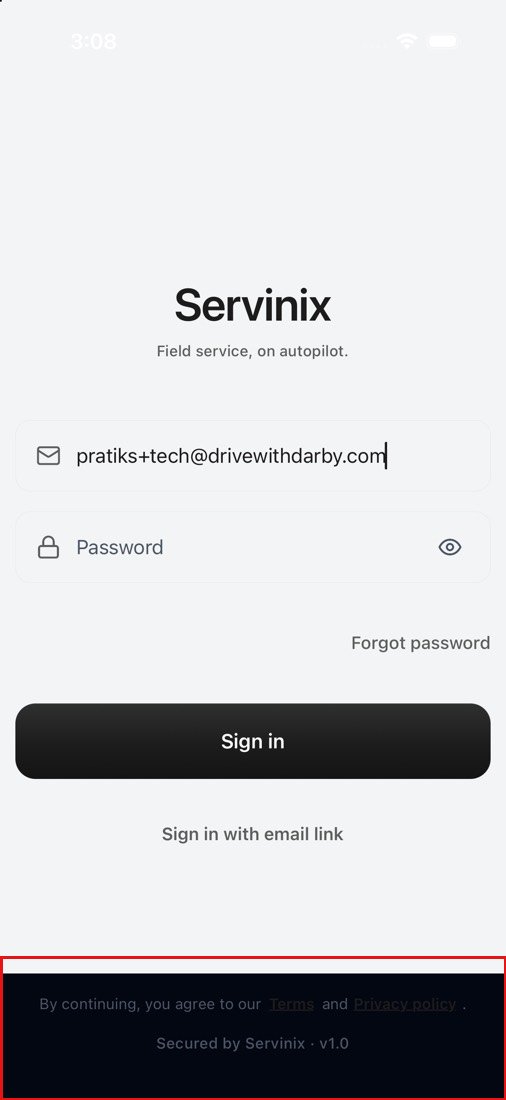 3:08
Servinix
Field service, on autopilot.
pratiks+tech@drivewithdarby.com
Password
Forgot password
Sign in
Sign in with email link
By continuing, you agree to our Terms and Privacy policy .
Secured by Servinix · v1.0